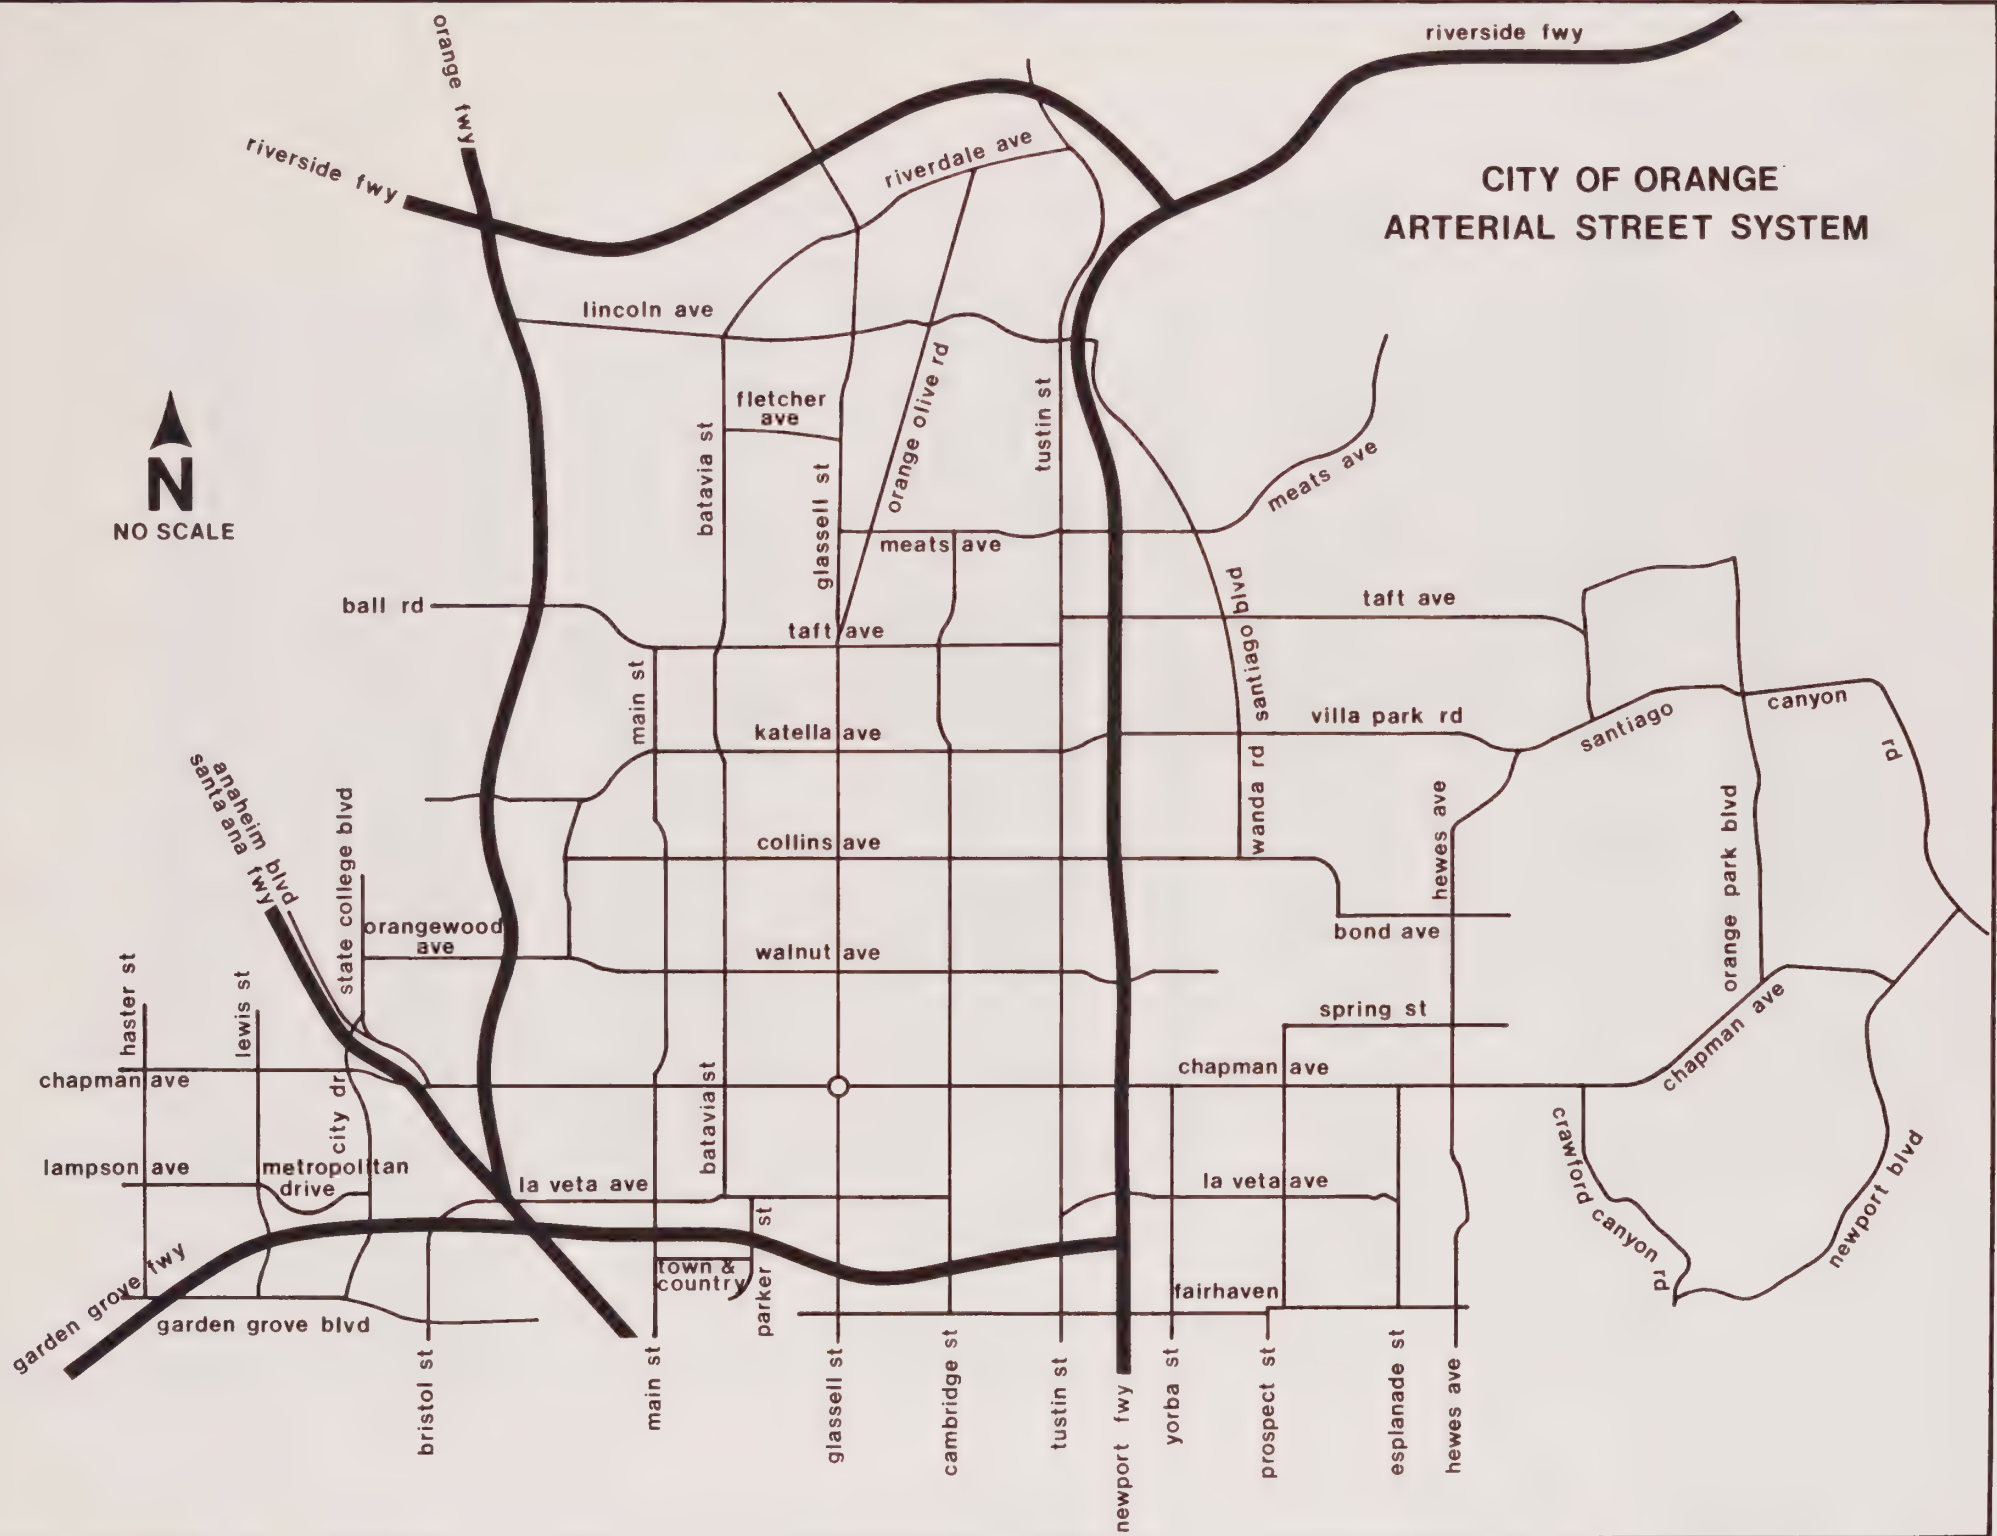 orange fwy
riverside fwy
riverside fwy
riverdale ave
CITY OF ORANGE
ARTERIAL STREET SYSTEM
lincoln ave
orange olive rd
tustin st
fletcher
ave
batavia st
glassell st
meats ave
meats ave
N
NO SCALE
ball rd
taft ave
taft ave
santiago blvd
main st
katella ave
villa park rd
santiago
canyon
rd
wanda rd
anaheim blvd
santa ana fwy
state college blvd
collins ave
hewes ave
orange park blvd
orangewood
ave
walnut ave
bond ave
haster st
lewis st
spring st
chapman ave
city dr
batavia st
chapman ave
chapman ave
lampson ave
metropolitan
drive
la veta ave
la veta ave
crawford canyon rd
newport blvd
parker st
town &
country
fairhaven
garden grove fwy
garden grove blvd
bristol st
main st
glassell st
cambridge st
tustin st
newport fwy
yorba st
prospect st
esplanade st
hewes ave